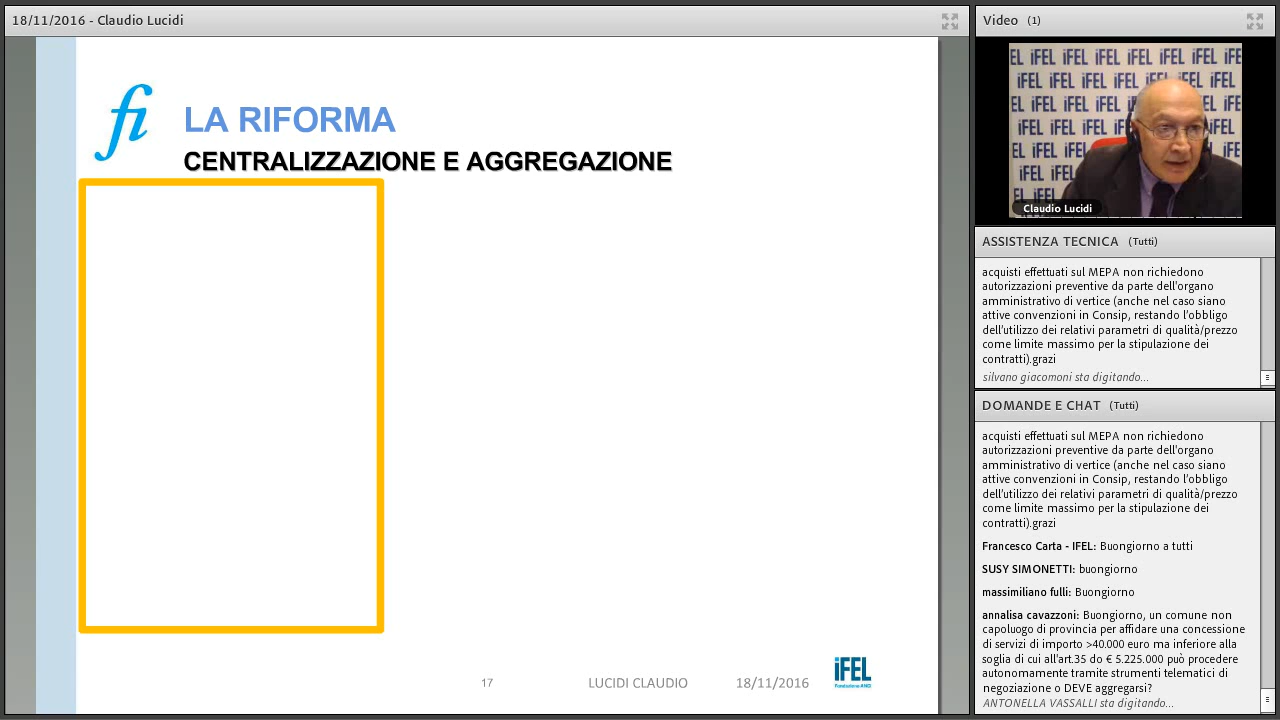 18/11/2016 - Claudio Lucidi
fi
LA RIFORMA
CENTRALIZZAZIONE E AGGREGAZIONE
17
LUCIDI CLAUDIO
18/11/2016
iFEL
Fondazione ANCI
Video (1)
iFEL iFEL iFEL iFEL iFEL
Claudio Lucidi
ASSISTENZA TECNICA (Tutti)
acquisti effettuati sul MEPA non richiedono
autorizzazioni preventive da parte dell'organo
amministrativo di vertice (anche nel caso siano
attive convenzioni in Consip, restando l'obbligo
dell'utilizzo dei relativi parametri di qualità/prezzo
come limite massimo per la stipulazione dei
contratti).grazi
silvano giacomoni sta digitando...
DOMANDE E CHAT (Tutti)
acquisti effettuati sul MEPA non richiedono
autorizzazioni preventive da parte dell'organo
amministrativo di vertice (anche nel caso siano
attive convenzioni in Consip, restando l'obbligo
dell'utilizzo dei relativi parametri di qualità/prezzo
come limite massimo per la stipulazione dei
contratti).grazi
Francesco Carta - IFEL: Buongiorno a tutti
SUSY SIMONETTI: buongiorno
massimiliano fulli: Buongiorno
annalisa cavazzoni: Buongiorno, un comune non
capoluogo di provincia per affidare una concessione
di servizi di importo >40.000 euro ma inferiore alla
soglia di cui all'art.35 do € 5.225.000 può procedere
autonomamente tramite strumenti telematici di
negoziazione o DEVE aggregarsi?
ANTONELLA VASSALLI sta digitando...